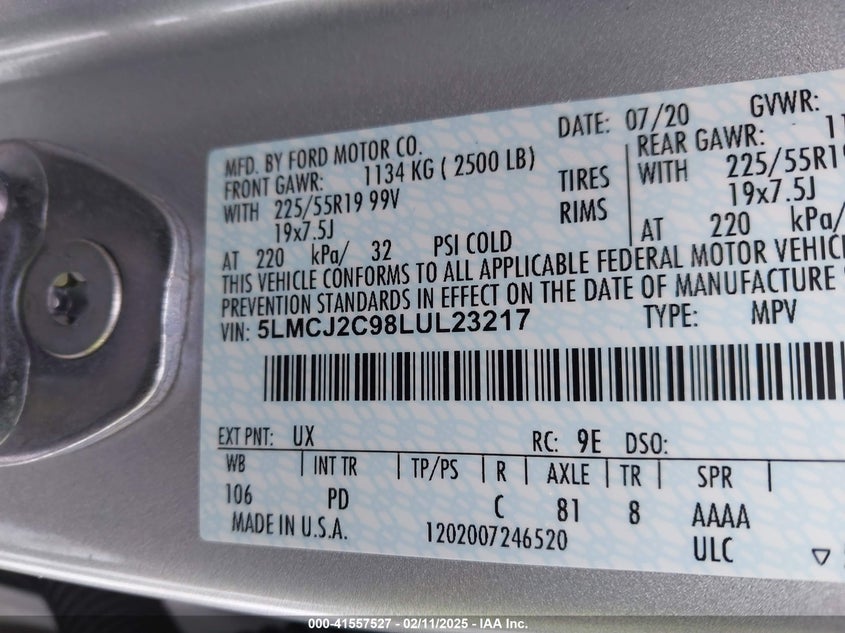 MFD. BY FORD MOTOR CO. DATE: 07/20 GVWR:
FRONT GAWR: 1134 KG ( 2500 LB) REAR GAWR: 11
WITH 225/55R19 99V TIRES WITH 225/55R19
19x7.5J RIMS 19x7.5J
AT 220 kPa/ 32 PSI COLD AT 220 kPa/
THIS VEHICLE CONFORMS TO ALL APPLICABLE FEDERAL MOTOR VEHICLE
PREVENTION STANDARDS IN EFFECT ON THE DATE OF MANUFACTURE
VIN: 5LMCJ2C98LUL23217 TYPE: MPV
EXT PNT: UX RC: 9E DSO:
WB INT TR TP/PS R AXLE TR SPR
106 PD C 81 8 AAAA
MADE IN U.S.A. 1202007246520 ULC
000-41557527 - 02/11/2025 - IAA Inc.